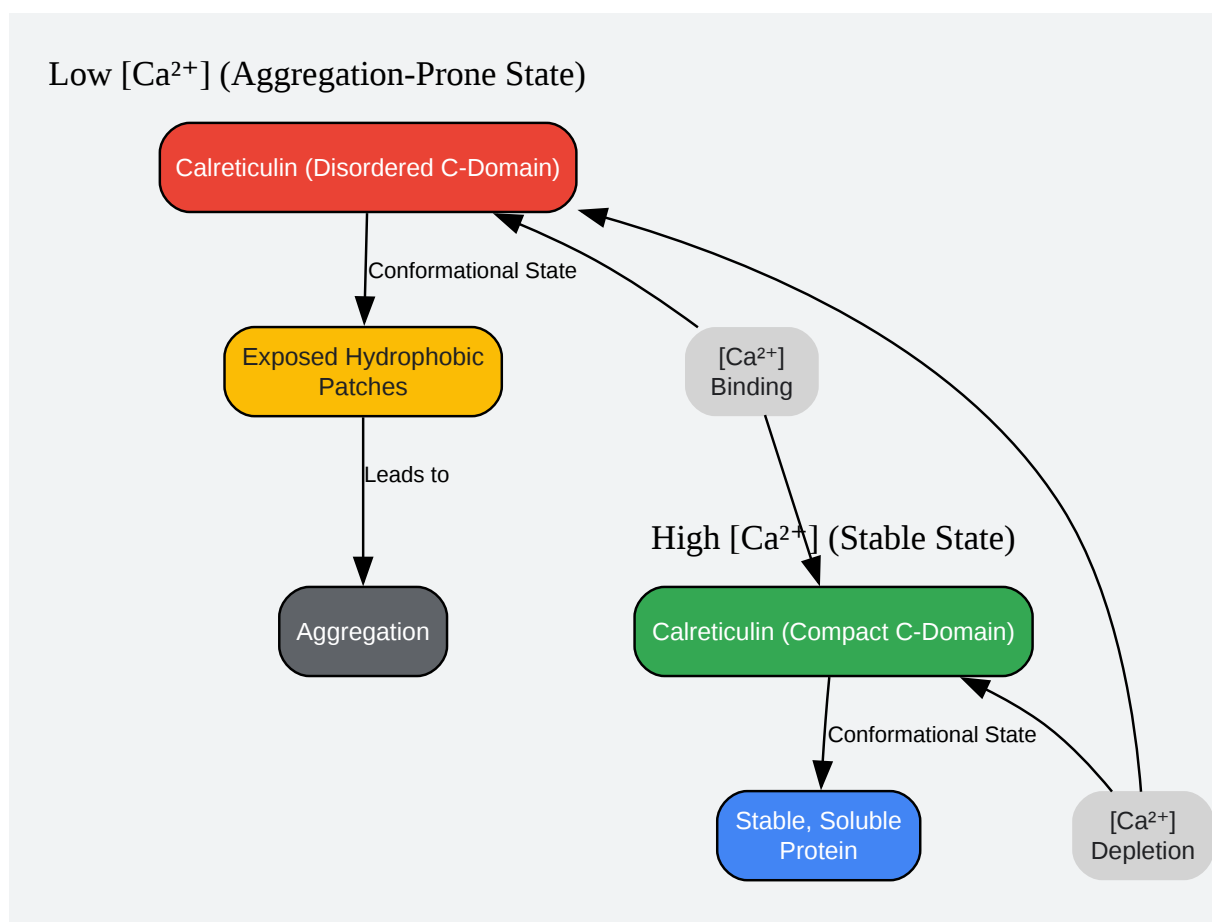 Low [Ca²⁺] (Aggregation-Prone State)
Calreticulin (Disordered C-Domain)
Conformational State
Exposed Hydrophobic
Patches
[Ca²⁺]
Binding
Leads to
High [Ca²⁺] (Stable State)
Aggregation
Calreticulin (Compact C-Domain)
Conformational State
Stable, Soluble
Protein
[Ca²⁺]
Depletion